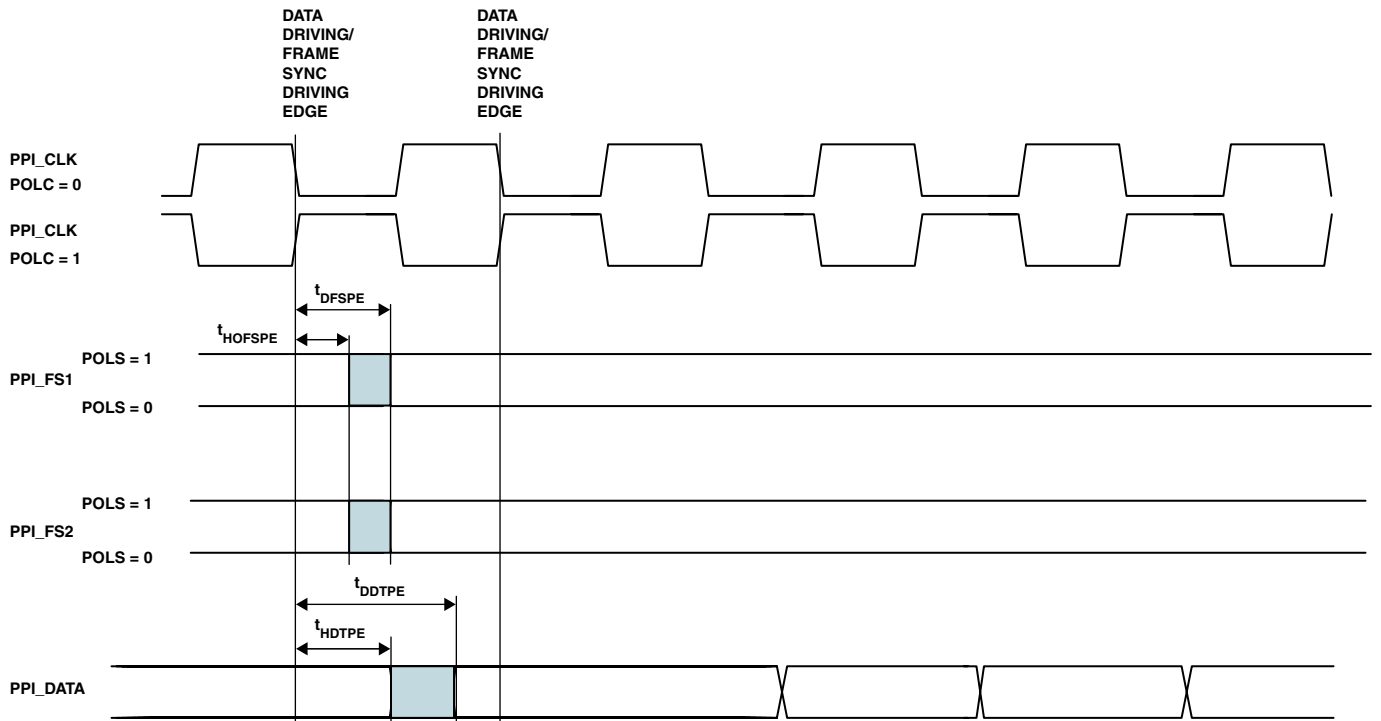 DATA
DRIVING/
FRAME
SYNC
DRIVING
EDGE
DATA
DRIVING/
FRAME
SYNC
DRIVING
EDGE
PPI_CLK
POLC = 0
PPI_CLK
POLC = 1
tDFSPE
tHOFSPE
POLS = 1
PPI_FS1
POLS = 0
POLS = 1
PPI_FS2
POLS = 0
tDDTPE
tHDTPE
PPI_DATA